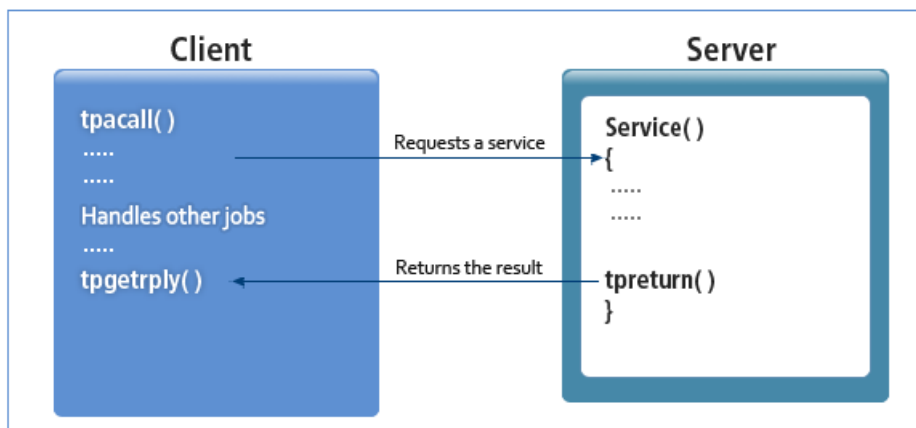 Client
Server
tpacall( )
.....
.....
Handles other jobs
.....
tpgetrply( )
Requests a service
Returns the result
Service( )
{
.....
.....
tpreturn( )
}